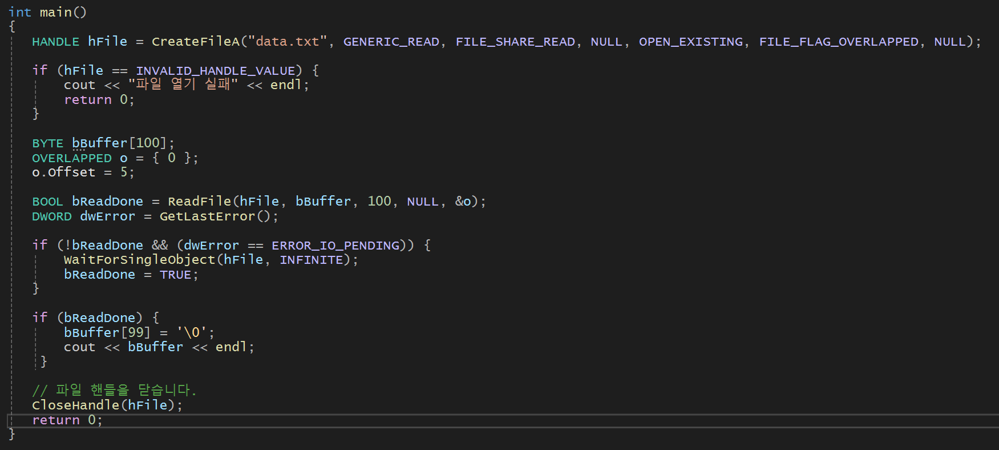 int main()
{
HANDLE hFile = CreateFileA("data.txt", GENERIC_READ, FILE_SHARE_READ, NULL, OPEN_EXISTING, FILE_FLAG_OVERLAPPED, NULL);
if (hFile == INVALID_HANDLE_VALUE) {
cout << "파일 열기 실패" << endl;
return 0;
}
BYTE bBuffer[100];
OVERLAPPED o = { 0 };
o.Offset = 5;
BOOL bReadDone = ReadFile(hFile, bBuffer, 100, NULL, &o);
DWORD dwError = GetLastError();
if (!bReadDone && (dwError == ERROR_IO_PENDING)) {
WaitForSingleObject(hFile, INFINITE);
bReadDone = TRUE;
}
if (bReadDone) {
bBuffer[99] = '\0';
cout << bBuffer << endl;
}
// 파일 핸들을 닫습니다.
CloseHandle(hFile);
return 0;
}